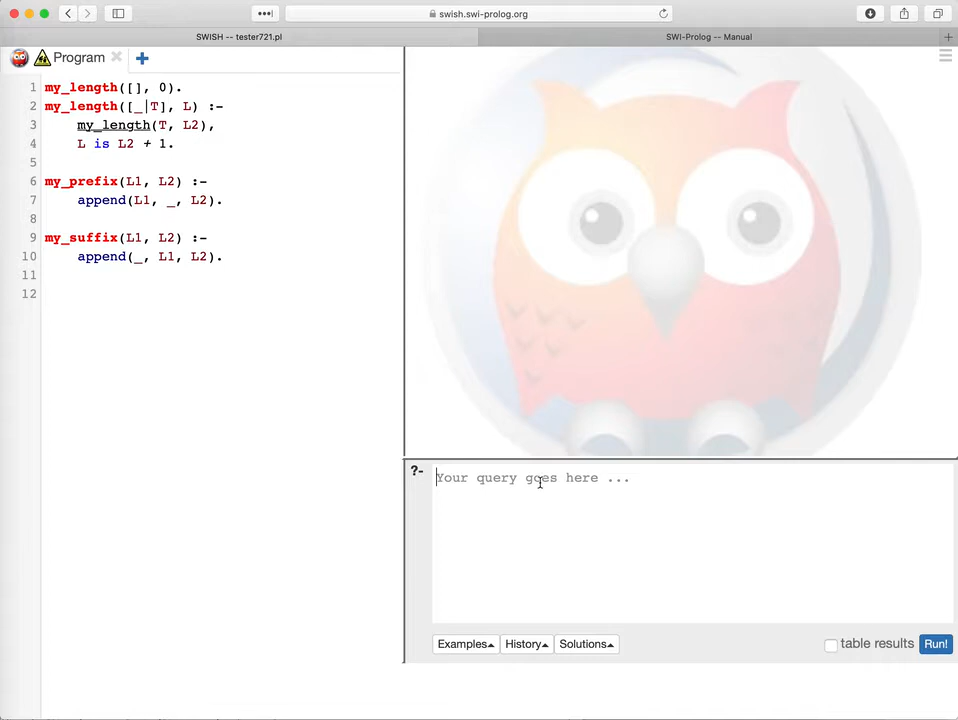 swish.swi-prolog.org
SWISH -- tester721.pl
SWI-Prolog -- Manual
+
Program
1 my_length([], 0).
2 my_length([_|T], L) :-
3 my_length(T, L2),
4 L is L2 + 1.
5
6 my_prefix(L1, L2) :-
7 append(L1, _, L2).
8
9 my_suffix(L1, L2) :-
10 append(_, L1, L2).
11
12
?- Your query goes here ...
Examples History Solutions table results Run!